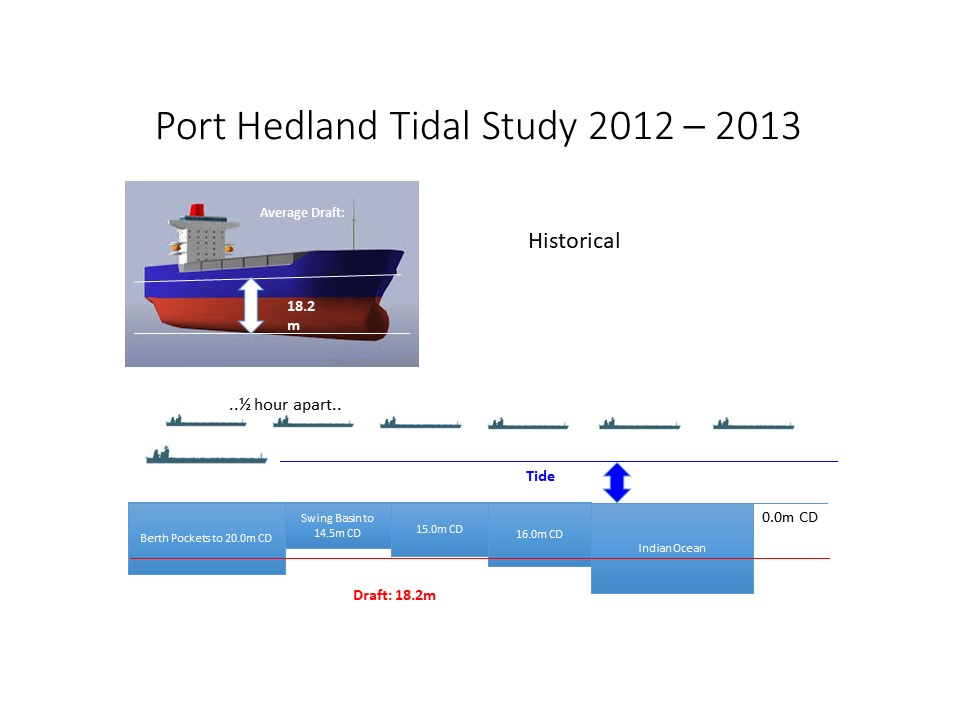 Port Hedland Tidal Study 2012 – 2013
Average Draft:
Historical
18.2
m
..½ hour apart..
Tide
0.0m CD
Berth Pockets to 20.0m CD
Swing Basin to
14.5m CD
15.0m CD
16.0m CD
Indian Ocean
Draft: 18.2m